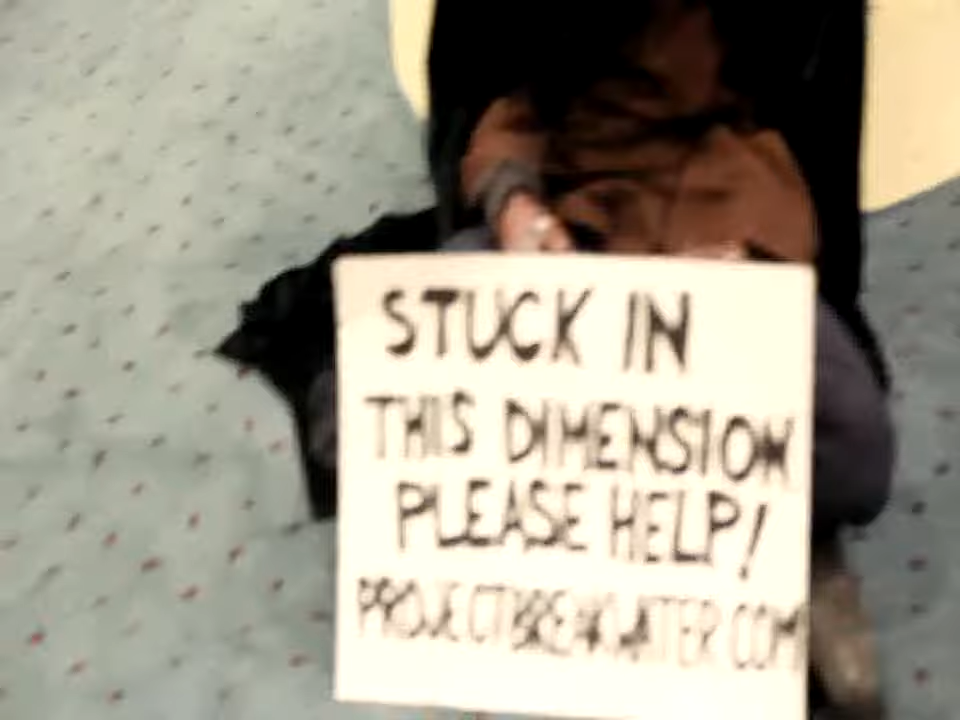 STUCK IN
THIS DIMENSION
PLEASE HELP!
PROJECTBREAKWATER.COM